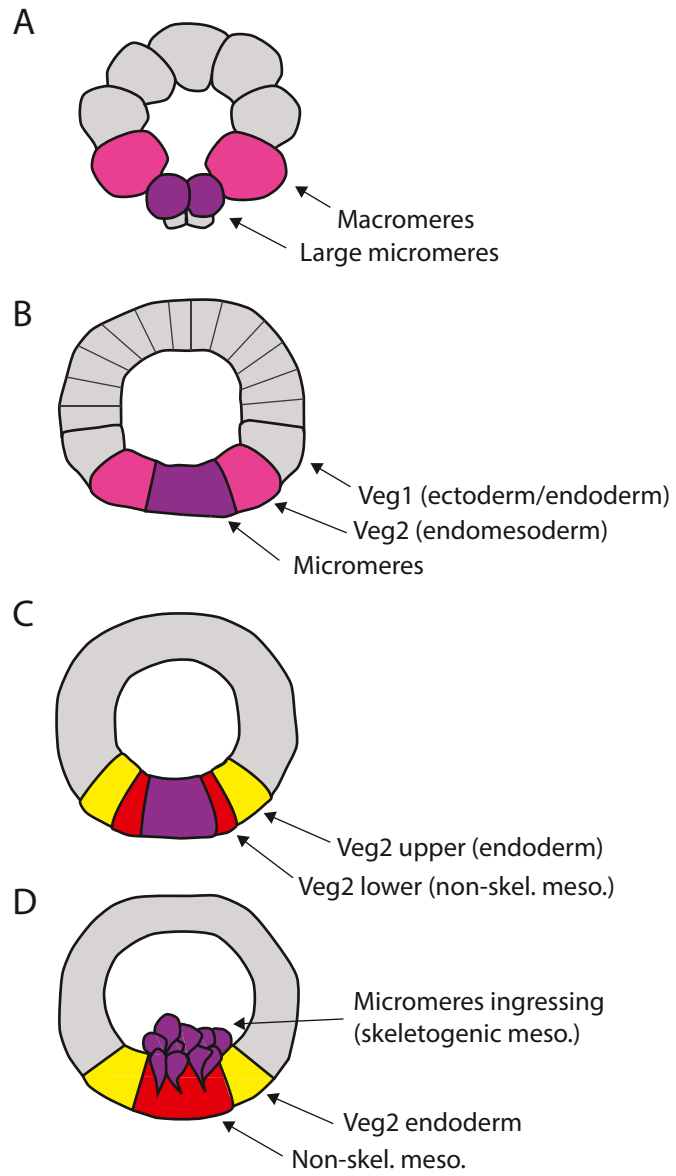 A
Macromeres
Large micromeres
B
Veg1 (ectoderm/endoderm)
Veg2 (endomesoderm)
Micromeres
C
Veg2 upper (endoderm)
Veg2 lower (non-skel. meso.)
D
Micromeres ingressing
(skeletogenic meso.)
Veg2 endoderm
Non-skel. meso.